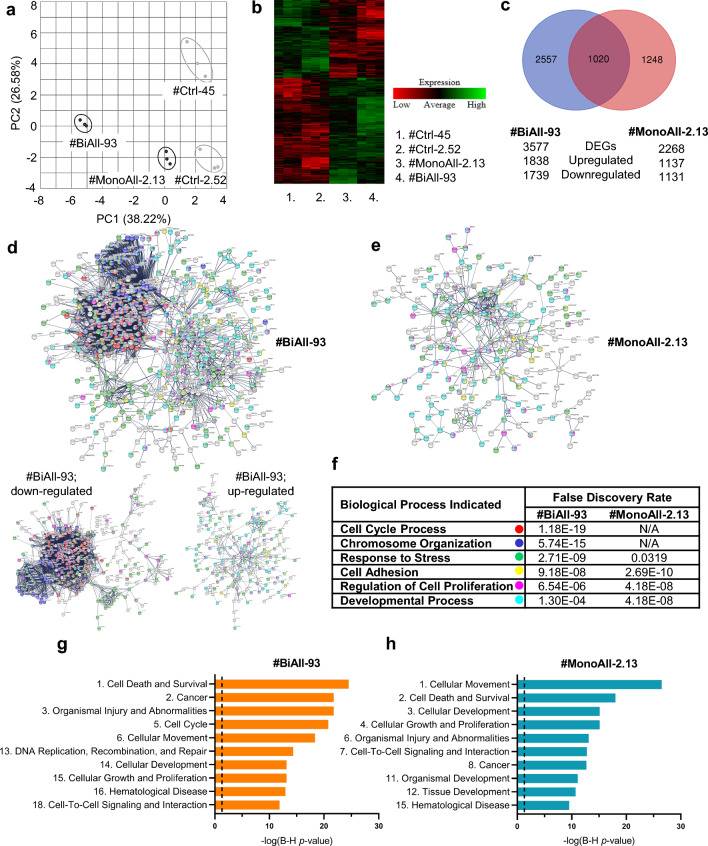 a
8
6
4
2
0
-2
-4
PC2 (26.58%)
#Ctrl-45
#BiAll-93
#MonoAll-2.13
#Ctrl-2.52
-8
-6
-4
-2
0
2
4
PC1 (38.22%)
b
1.
2.
3.
4.
Expression
Low
Average
High
1. #Ctrl-45
2. #Ctrl-2.52
3. #MonoAll-2.13
4. #BiAll-93
c
2557
1020
1248
#BiAll-93
#MonoAll-2.13
3577 DEGs 2268
1838 Upregulated 1137
1739 Downregulated 1131
d
#BiAll-93
#BiAll-93;
down-regulated
#BiAll-93;
up-regulated
e
#MonoAll-2.13
f
Biological Process Indicated
False Discovery Rate
#BiAll-93 #MonoAll-2.13
Cell Cycle Process 1.18E-19 N/A
Chromosome Organization 5.74E-15 N/A
Response to Stress 2.71E-09 0.0319
Cell Adhesion 9.18E-08 2.69E-10
Regulation of Cell Proliferation 6.54E-06 4.18E-08
Developmental Process 1.30E-04 4.18E-08
g
#BiAll-93
1. Cell Death and Survival
2. Cancer
3. Organismal Injury and Abnormalities
5. Cell Cycle
6. Cellular Movement
13. DNA Replication, Recombination, and Repair
14. Cellular Development
15. Cellular Growth and Proliferation
16. Hematological Disease
18. Cell-To-Cell Signaling and Interaction
0
10
20
30
-log(B-H p-value)
h
#MonoAll-2.13
1. Cellular Movement
2. Cell Death and Survival
3. Cellular Development
4. Cellular Growth and Proliferation
6. Organismal Injury and Abnormalities
7. Cell-To-Cell Signaling and Interaction
8. Cancer
11. Organismal Development
12. Tissue Development
15. Hematological Disease
0
10
20
30
-log(B-H p-value)